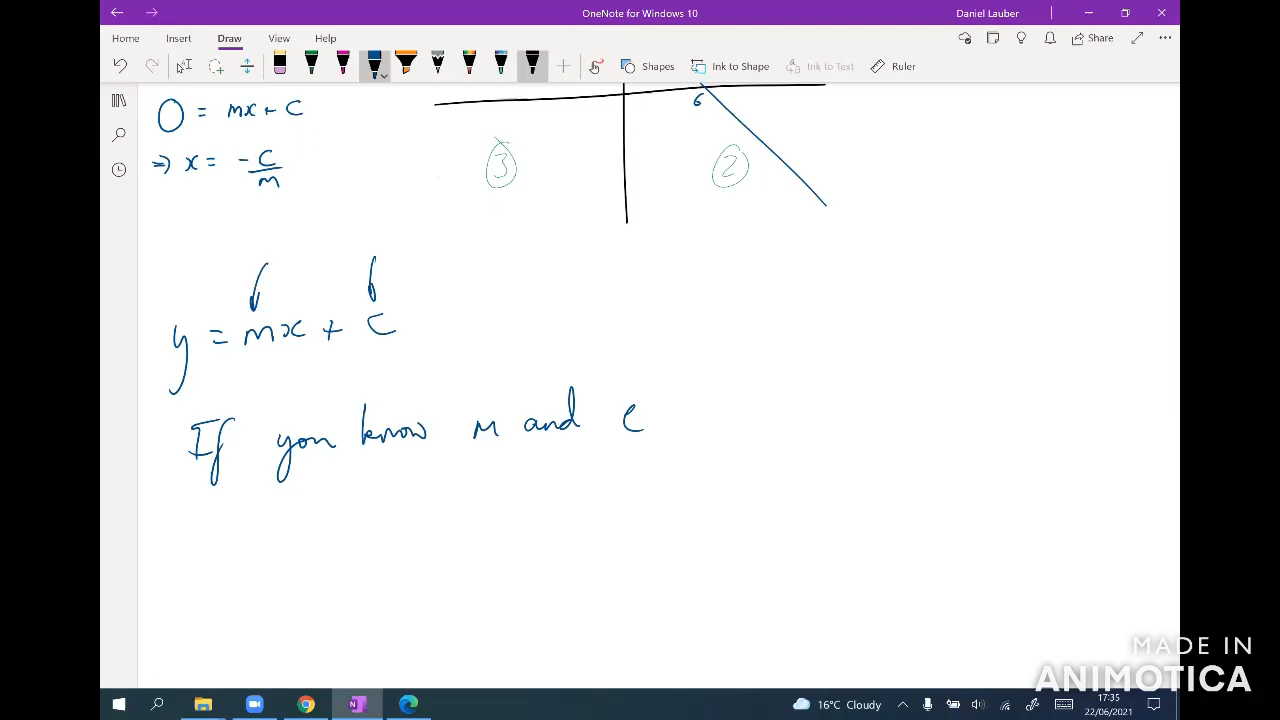 OneNote for Windows 10
Daniel Lauber
Home Insert Draw View Help
Share
Shapes Ink to Shape Ink to Text Ruler
0 = mx + c
⇒ x = -c/m
6
3
2
y = mx + c
If you know m and c
MADE IN
ANIMOTICA
16°C Cloudy
17:35
22/06/2021